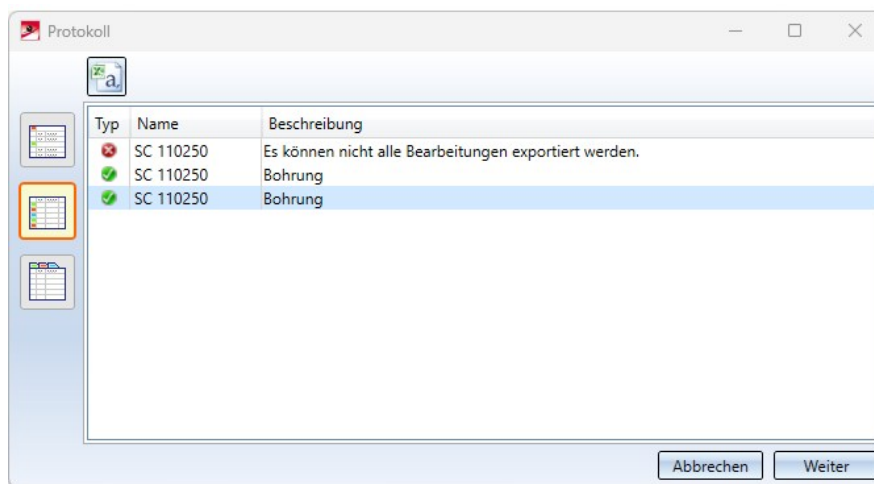 Protokoll
a,
Typ Name Beschreibung
SC 110250 Es können nicht alle Bearbeitungen exportiert werden.
SC 110250 Bohrung
SC 110250 Bohrung
Abbrechen Weiter